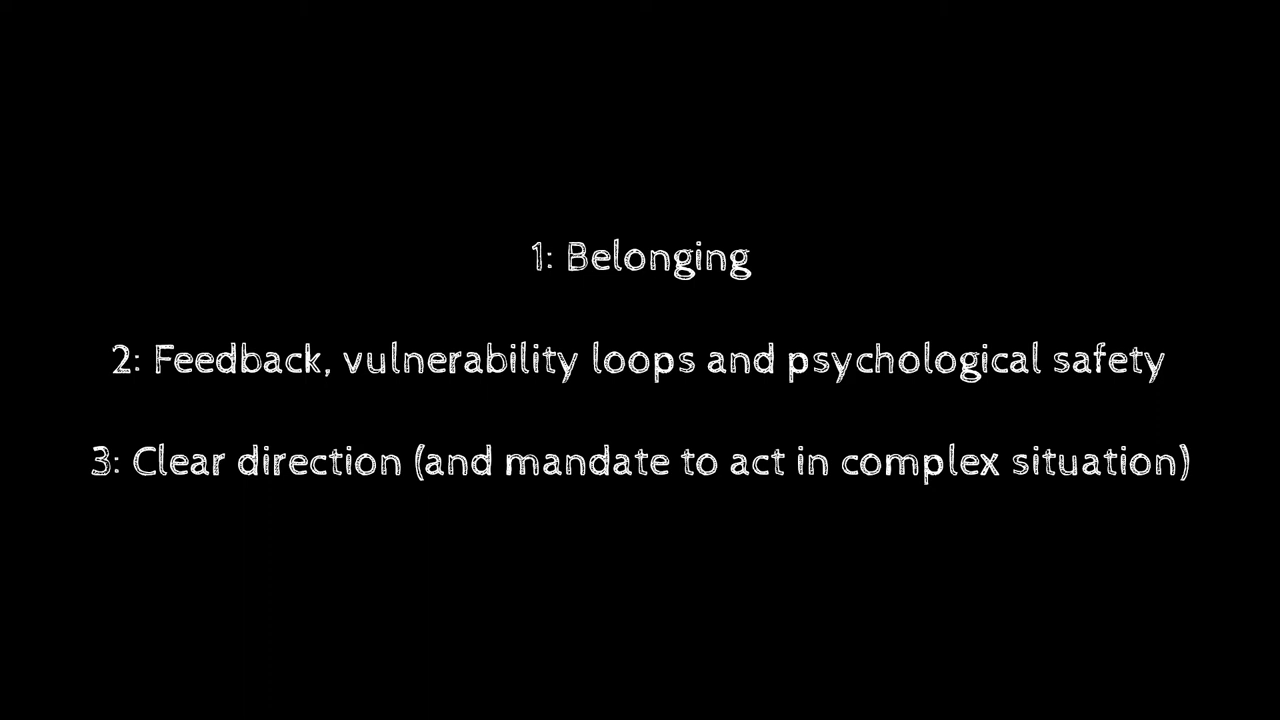 1: Belonging
2: Feedback, vulnerability loops and psychological safety
3: Clear direction (and mandate to act in complex situation)